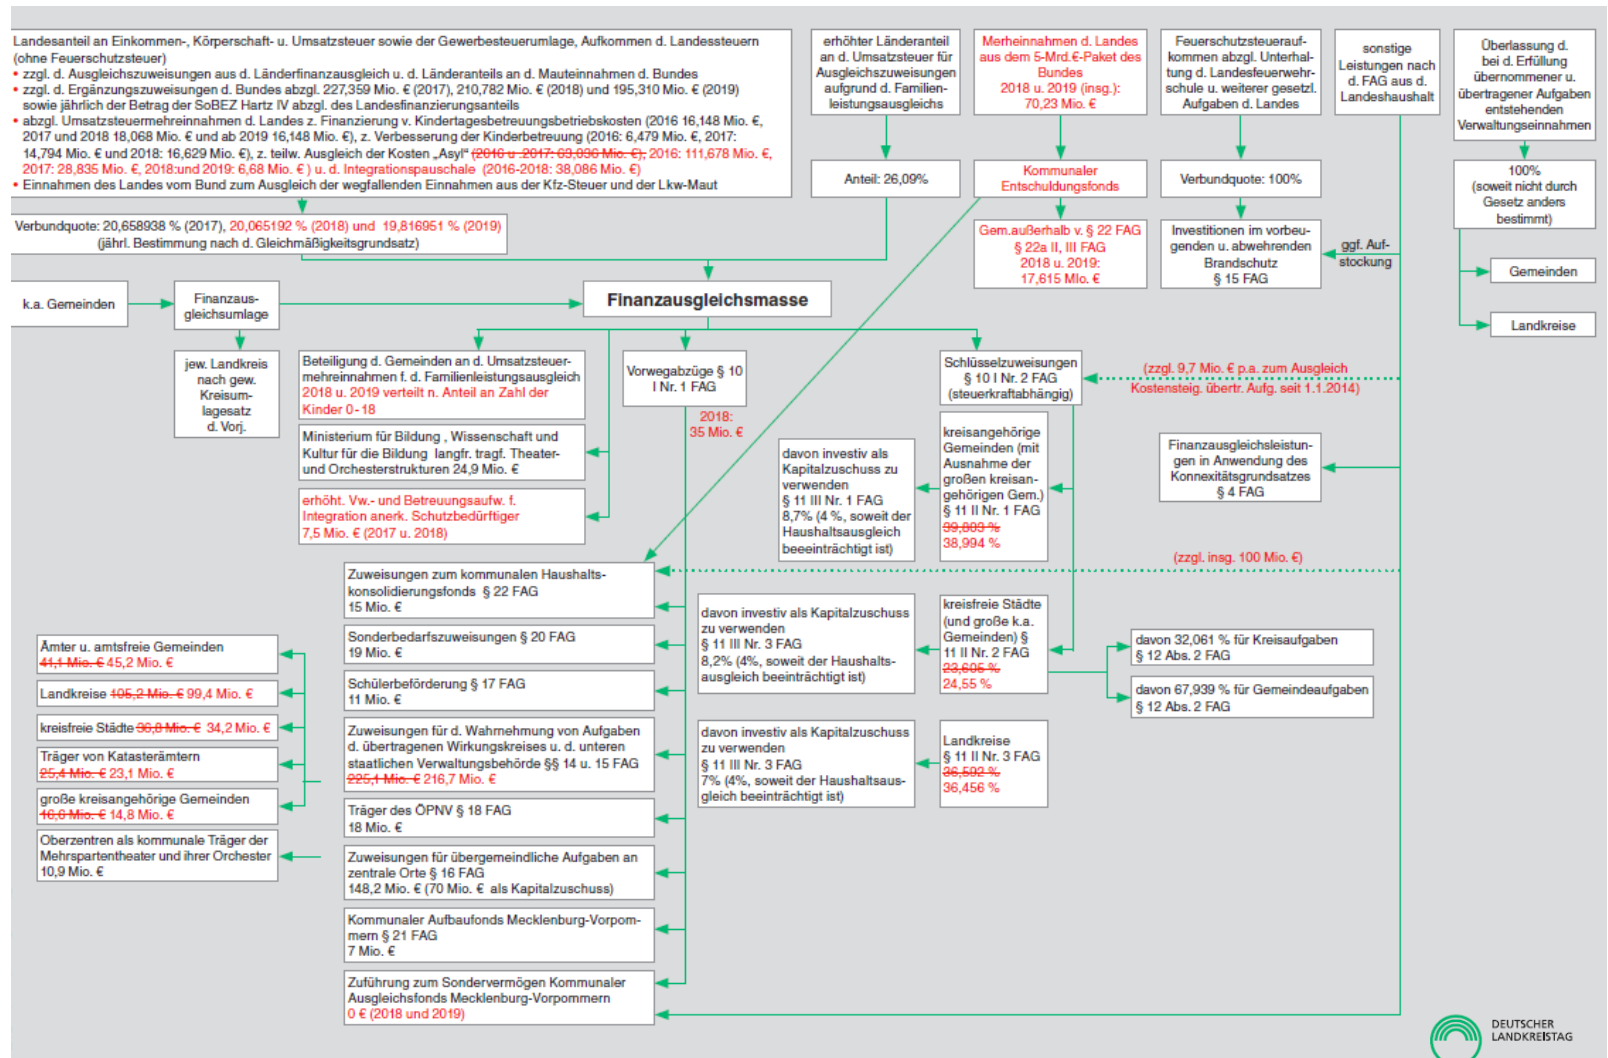 Landesanteil an Einkommen-, Körperschaft- u. Umsatzsteuer sowie der Gewerbesteuerumlage, Aufkommen d. Landessteuern
(ohne Feuerschutzsteuer)
• zzgl. d. Ausgleichszuweisungen aus d. Länderfinanzausgleich u. d. Länderanteils an d. Mauteinnahmen d. Bundes
• zzgl. d. Ergänzungszuweisungen d. Bundes abzgl. 227,359 Mio. € (2017), 210,782 Mio. € (2018) und 195,310 Mio. € (2019)
sowie jährlich der Betrag der SoBEZ Hartz IV abzgl. des Landesfinanzierungsanteils
• abzgl. Umsatzsteuermehreinnahmen d. Landes z. Finanzierung v. Kindertagesbetreuungsbetriebskosten (2016 16,148 Mio. €,
2017 und 2018 18,068 Mio. € und ab 2019 16,148 Mio. €), z. Verbesserung der Kinderbetreuung (2016: 6,479 Mio. €, 2017:
14,794 Mio. € und 2018: 16,629 Mio. €), z. teilw. Ausgleich der Kosten „Asyl“ (2016 u .2017: 63,036 Mio. €), 2016: 111,678 Mio. €,
2017: 28,835 Mio. €, 2018:und 2019: 6,68 Mio. € ) u. d. Integrationspauschale (2016-2018: 38,086 Mio. €)
• Einnahmen des Landes vom Bund zum Ausgleich der wegfallenden Einnahmen aus der Kfz-Steuer und der Lkw-Maut
erhöhter Länderanteil
an d. Umsatzsteuer für
Ausgleichszuweisungen
aufgrund d. Familien-
leistungsausgleichs
Merheinnahmen d. Landes
aus dem 5-Mrd.€-Paket des
Bundes
2018 u. 2019 (insg.):
70,23 Mio. €
Feuerschutzsteuerauf-
kommen abzgl. Unterhal-
tung d. Landesfeuerwehr-
schule u. weiterer gesetzl.
Aufgaben d. Landes
sonstige
Leistungen nach
d. FAG aus d.
Landeshaushalt
Überlassung d.
bei d. Erfüllung
übernommener u.
übertragener Aufgaben
entstehenden
Verwaltungseinnahmen
Anteil: 26,09%
Kommunaler
Entschuldungsfonds
Verbundquote: 100%
100%
(soweit nicht durch
Gesetz anders
bestimmt)
Verbundquote: 20,658938 % (2017), 20,065192 % (2018) und 19,816951 % (2019)
(jährl. Bestimmung nach d. Gleichmäßigkeitsgrundsatz)
Gem.außerhalb v. § 22 FAG
§ 22a II, III FAG
2018 u. 2019:
17,615 MIo. €
Investitionen im vorbeu-
genden u. abwehrenden
Brandschutz
§ 15 FAG
ggf. Auf-
stockung
Gemeinden
Landkreise
k.a. Gemeinden
Finanzaus-
gleichsumlage
Finanzausgleichsmasse
jew. Landkreis
nach gew.
Kreisum-
lagesatz
d. Vorj.
Beteiligung d. Gemeinden an d. Umsatzsteuer-
mehreinnahmen f. d. Familienleistungsausgleich
2018 u. 2019 verteilt n. Anteil an Zahl der
Kinder 0-18
Vorwegabzüge § 10
I Nr. 1 FAG
2018:
35 Mio. €
Schlüsselzuweisungen
§ 10 I Nr. 2 FAG
(steuerkraftabhängig)
(zzgl. 9,7 Mio. € p.a. zum Ausgleich
Kostensteig. übertr. Aufg. seit 1.1.2014)
Ministerium für Bildung , Wissenschaft und
Kultur für die Bildung langfr. tragf. Theater-
und Orchesterstrukturen 24,9 Mio. €
erhöht. Vw.- und Betreuungsaufw. f.
Integration anerk. Schutzbedürftiger
7,5 Mio. € (2017 u. 2018)
davon investiv als
Kapitalzuschuss zu
verwenden
§ 11 III Nr. 1 FAG
8,7% (4 %, soweit der
Haushaltsausgleich
beeeinträchtigt ist)
kreisangehörige
Gemeinden (mit
Ausnahme der
großen kreisan-
gehörigen Gem.)
§ 11 II Nr. 1 FAG
39,803 %
38,994 %
Finanzausgleichsleistun-
gen in Anwendung des
Konnexitätsgrundsatzes
§ 4 FAG
(zzgl. insg. 100 Mio. €)
Zuweisungen zum kommunalen Haushalts-
konsolidierungsfonds § 22 FAG
15 Mio. €
Sonderbedarfszuweisungen § 20 FAG
19 Mio. €
Schülerbeförderung § 17 FAG
11 Mio. €
Zuweisungen für d. Wahrnehmung von Aufgaben
d. übertragenen Wirkungskreises u. d. unteren
staatlichen Verwaltungsbehörde §§ 14 u. 15 FAG
225,1 Mio. € 216,7 Mio. €
Träger des ÖPNV § 18 FAG
18 Mio. €
Zuweisungen für übergemeindliche Aufgaben an
zentrale Orte § 16 FAG
148,2 Mio. € (70 Mio. € als Kapitalzuschuss)
Kommunaler Aufbaufonds Mecklenburg-Vorpom-
mern § 21 FAG
7 Mio. €
Zuführung zum Sondervermögen Kommunaler
Ausgleichsfonds Mecklenburg-Vorpommern
0 € (2018 und 2019)
davon investiv als Kapitalzuschuss
zu verwenden
§ 11 III Nr. 3 FAG
8,2% (4%, soweit der Haushalts-
ausgleich beeinträchtigt ist)
kreisfreie Städte
(und große k.a.
Gemeinden) §
11 II Nr. 2 FAG
23,605 %
24,55 %
davon 32,061 % für Kreisaufgaben
§ 12 Abs. 2 FAG
davon 67,939 % für Gemeindeaufgaben
§ 12 Abs. 2 FAG
davon investiv als Kapitalzuschuss
zu verwenden
§ 11 III Nr. 3 FAG
7% (4%, soweit der Haushaltsaus-
gleich beeinträchtigt ist)
Landkreise
§ 11 II Nr. 3 FAG
36,592 %
36,456 %
Ämter u. amtsfreie Gemeinden
41,1 Mio. € 45,2 Mio. €
Landkreise 105,2 Mio. € 99,4 Mio. €
kreisfreie Städte 36,8 Mio. € 34,2 Mio. €
Träger von Katasterämtern
25,4 Mio. € 23,1 Mio. €
große kreisangehörige Gemeinden
16,6 Mio. € 14,8 Mio. €
Oberzentren als kommunale Träger der
Mehrspartentheater und ihrer Orchester
10,9 Mio. €
DEUTSCHER
LANDKREISTAG